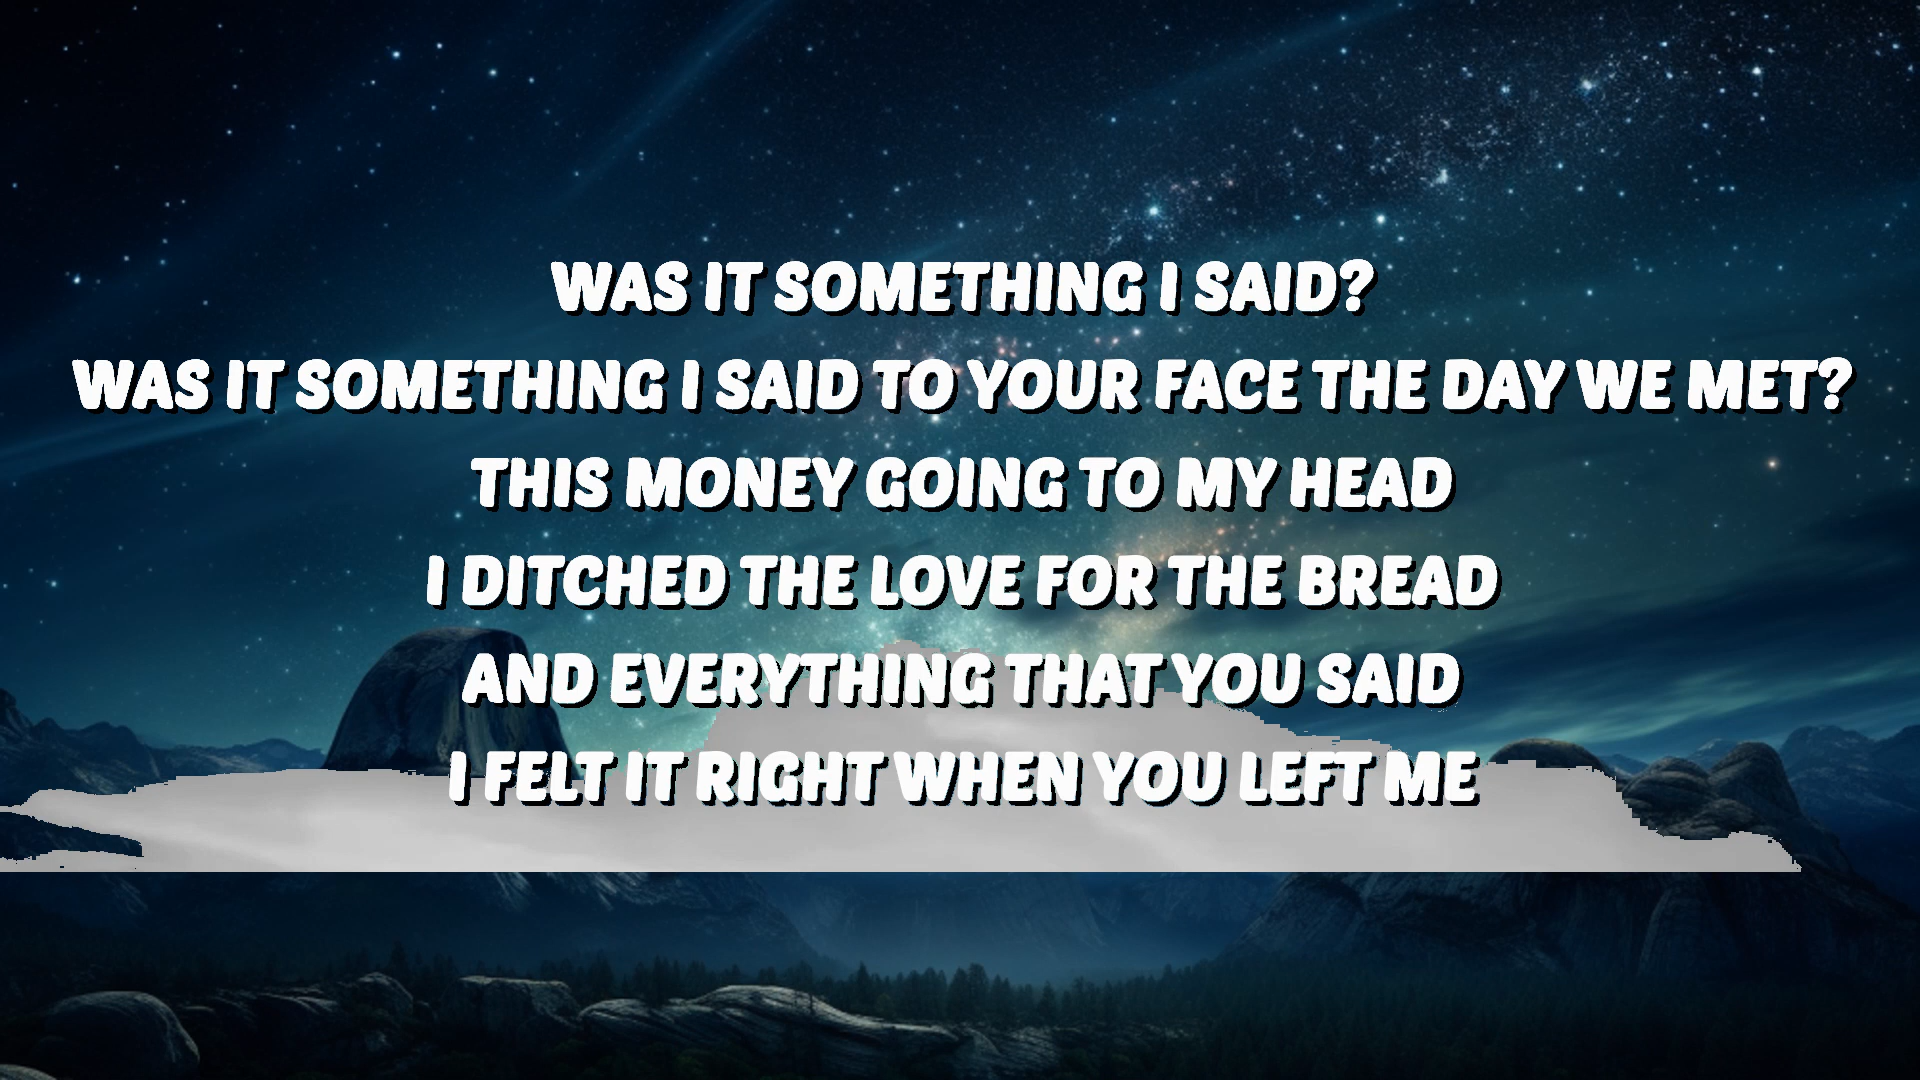 WAS IT SOMETHING I SAID?
WAS IT SOMETHING I SAID TO YOUR FACE THE DAY WE MET?
THIS MONEY GOING TO MY HEAD
I DITCHED THE LOVE FOR THE BREAD
AND EVERYTHING THAT YOU SAID
I FELT IT RIGHT WHEN YOU LEFT ME